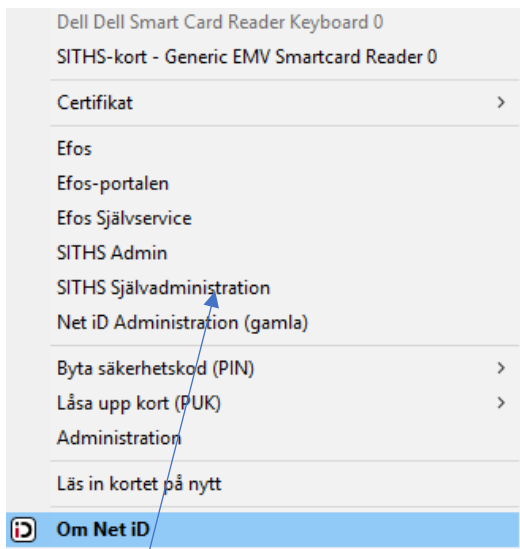 Dell Dell Smart Card Reader Keyboard 0
SITHS-kort - Generic EMV Smartcard Reader 0
Certifikat
Efos
Efos-portalen
Efos Självservice
SITHS Admin
SITHS Självadministration
Net iD Administration (gamla)
Byta säkerhetskod (PIN)
Låsa upp kort (PUK)
Administration
Läs in kortet på nytt
iD Om Net iD